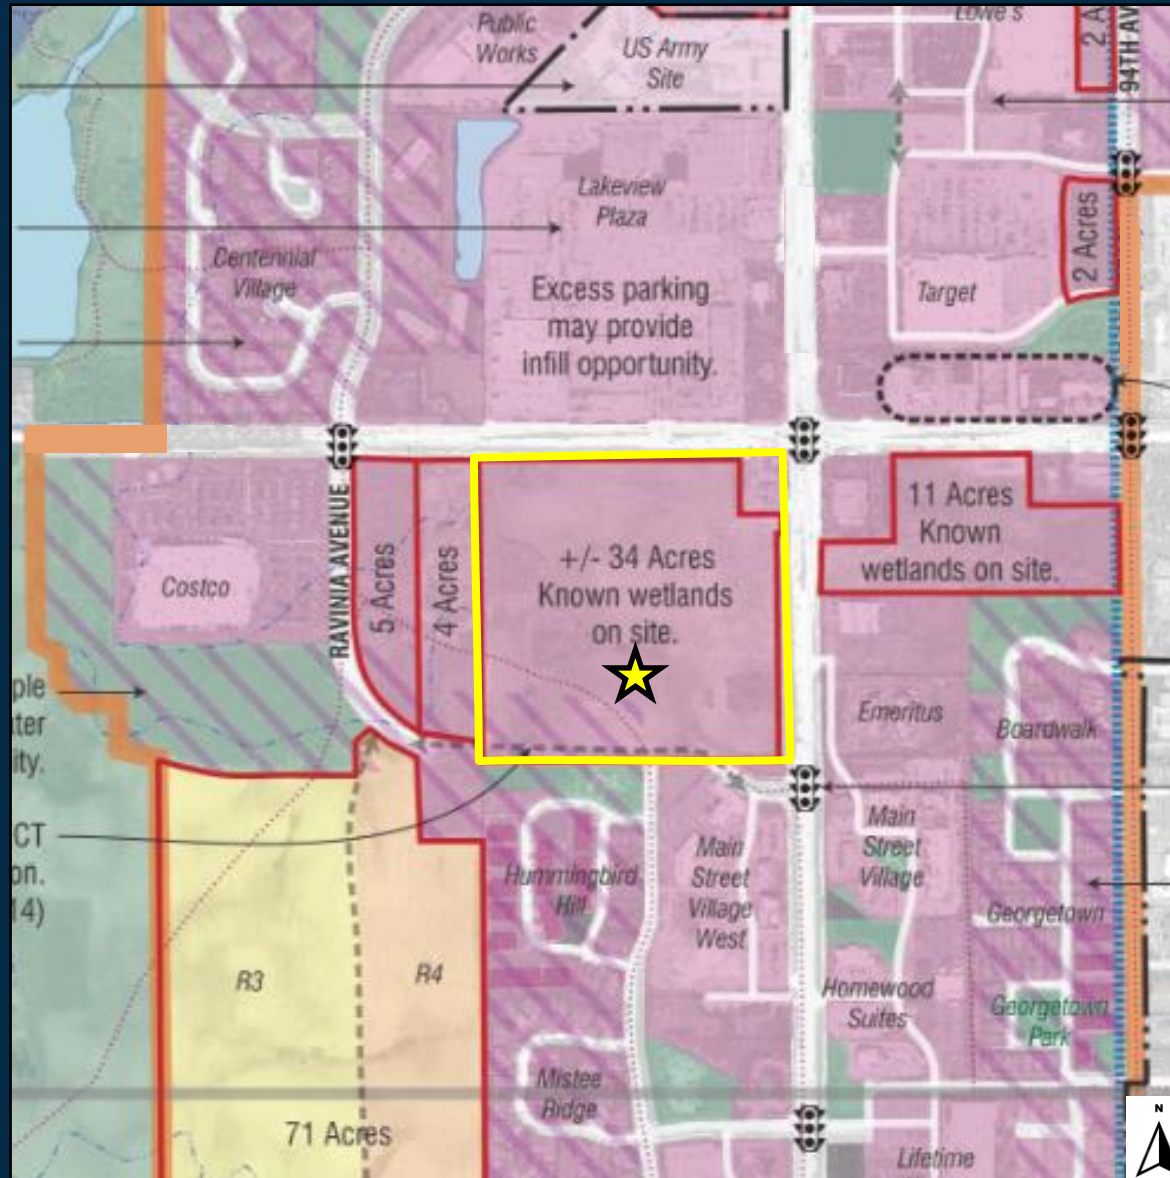 Public
Works
US Army
Site
Lowe's
2 A
94TH AV
Lakeview
Plaza
Centennial
Village
Excess parking
may provide
infill opportunity.
Target
2 Acres
Costco
RAVINIA AVENUE
5 Acres
4 Acres
+/- 34 Acres
Known wetlands
on site.
11 Acres
Known
wetlands on site.
ple
ter
ity.
Emeritus
Boardwalk
CT
on.
14)
Hummingbird
Hill
Main
Street
Village
West
Main
Street
Village
Georgetown
R3
R4
Homewood
Suites
Georgetown
Park
Mistee
Ridge
71 Acres
Lifetime
N